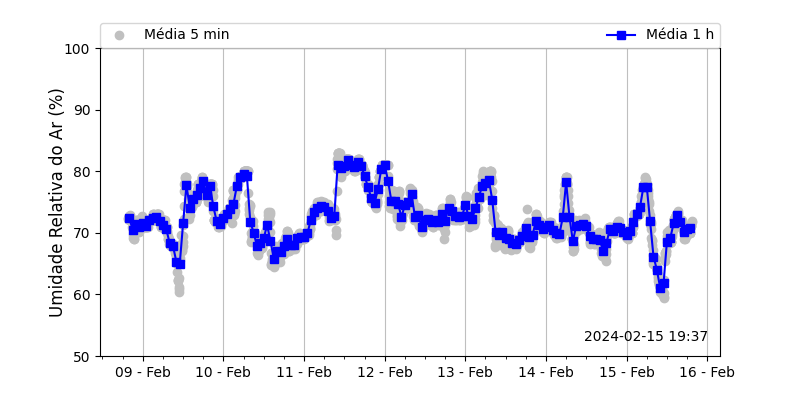 Média 5 min
Média 1 h
Umidade Relativa do Ar (%)
100
90
80
70
60
50
2024-02-15 19:37
09 - Feb
10 - Feb
11 - Feb
12 - Feb
13 - Feb
14 - Feb
15 - Feb
16 - Feb